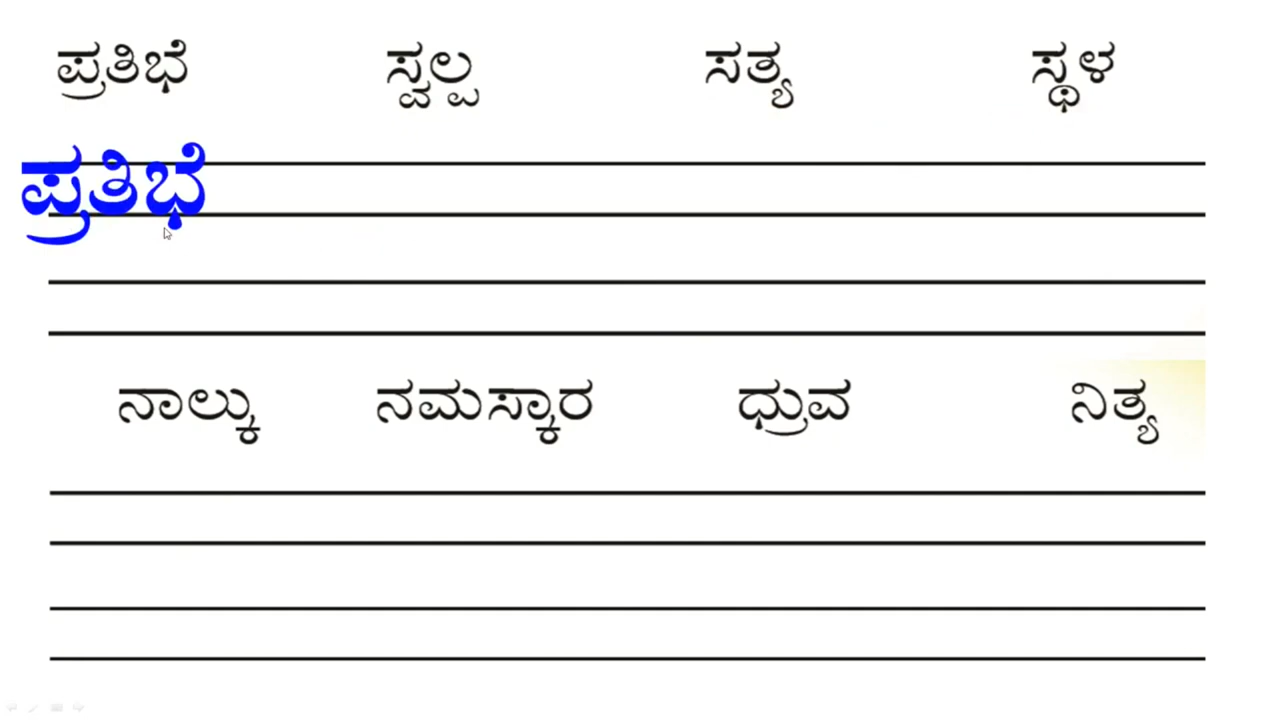 ಪ್ರತಿಭೆ ಸ್ವಲ್ಪ ಸತ್ಯ ಸ್ಥಳ
ಪ್ರತಿಭೆ
ನಾಲ್ಕು ನಮಸ್ಕಾರ ಧ್ರುವ ನಿತ್ಯ